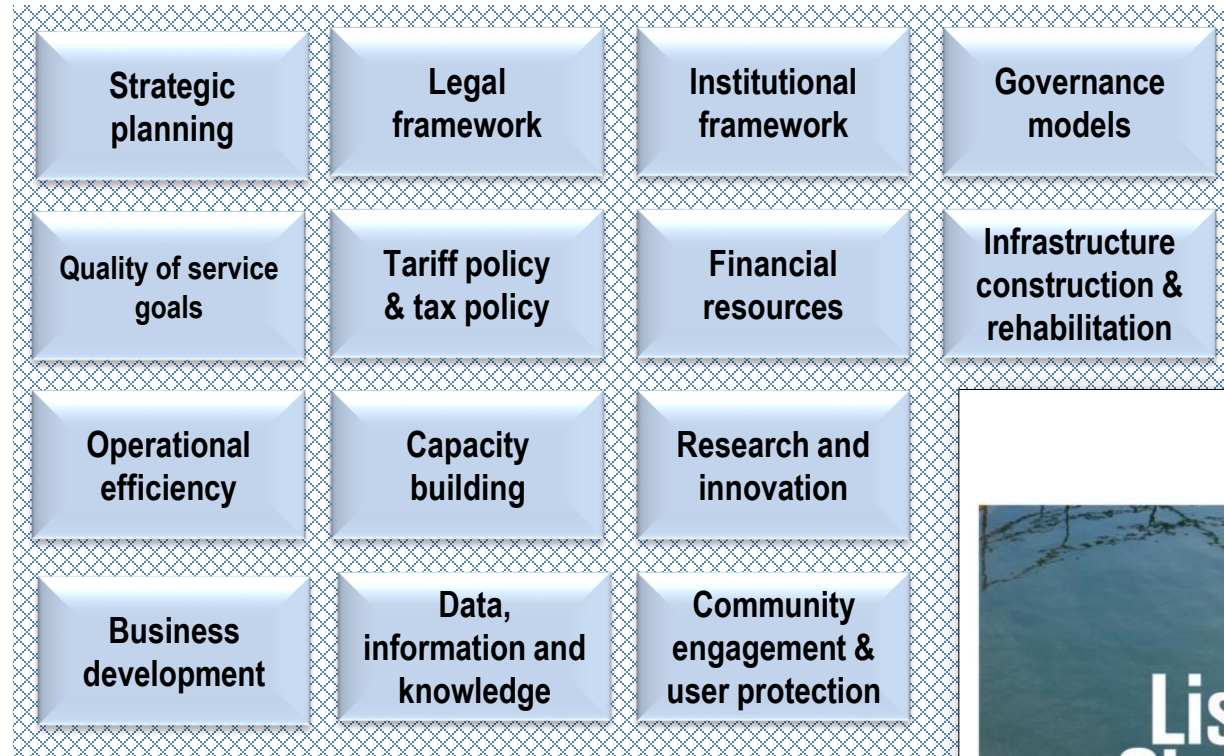 Strategic
planning
Legal
framework
Institutional
framework
Governance
models
Quality of service
goals
Tariff policy
& tax policy
Financial
resources
Infrastructure
construction &
rehabilitation
Operational
efficiency
Capacity
building
Research and
innovation
Business
development
Data,
information and
knowledge
Community
engagement &
user protection
Lis